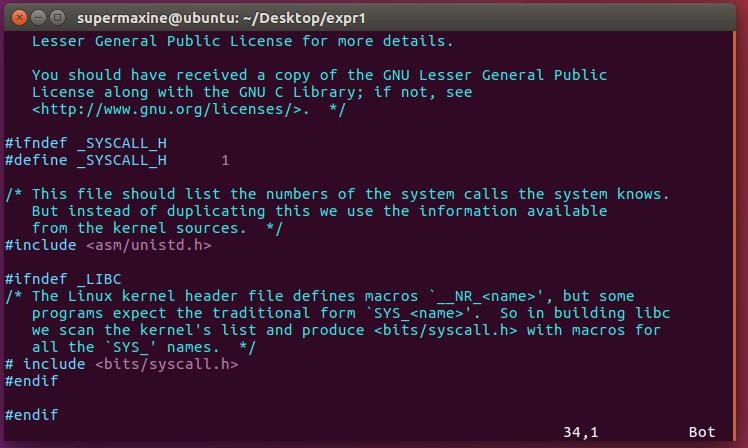 supermaxine@ubuntu: ~/Desktop/expr1
   Lesser General Public License for more details.

   You should have received a copy of the GNU Lesser General Public
   License along with the GNU C Library; if not, see
   <http://www.gnu.org/licenses/>.  */

#ifndef _SYSCALL_H
#define _SYSCALL_H      1

/* This file should list the numbers of the system calls the system knows.
   But instead of duplicating this we use the information available
   from the kernel sources.  */
#include <asm/unistd.h>

#ifndef _LIBC
/* The Linux kernel header file defines macros `__NR_<name>', but some
   programs expect the traditional form `SYS_<name>'.  So in building libc
   we scan the kernel's list and produce <bits/syscall.h> with macros for
   all the `SYS_' names.  */
# include <bits/syscall.h>
#endif

#endif
34,1          Bot